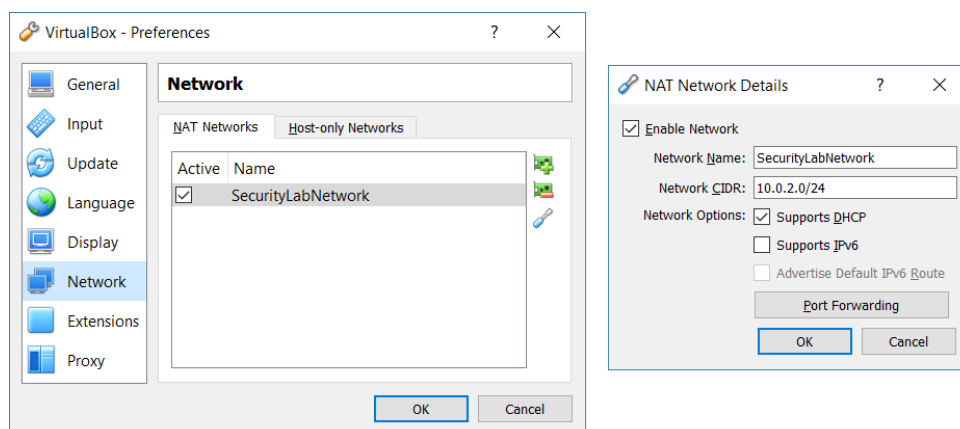 VirtualBox - Preferences
?
General
Input
Update
Language
Display
Network
Extensions
Proxy
Network
NAT Networks
Host-only Networks
Active Name
SecurityLabNetwork
OK
Cancel
NAT Network Details
?
Enable Network
Network Name: SecurityLabNetwork
Network CIDR: 10.0.2.0/24
Network Options: Supports DHCP
Supports IPv6
Advertise Default IPv6 Route
Port Forwarding
OK
Cancel